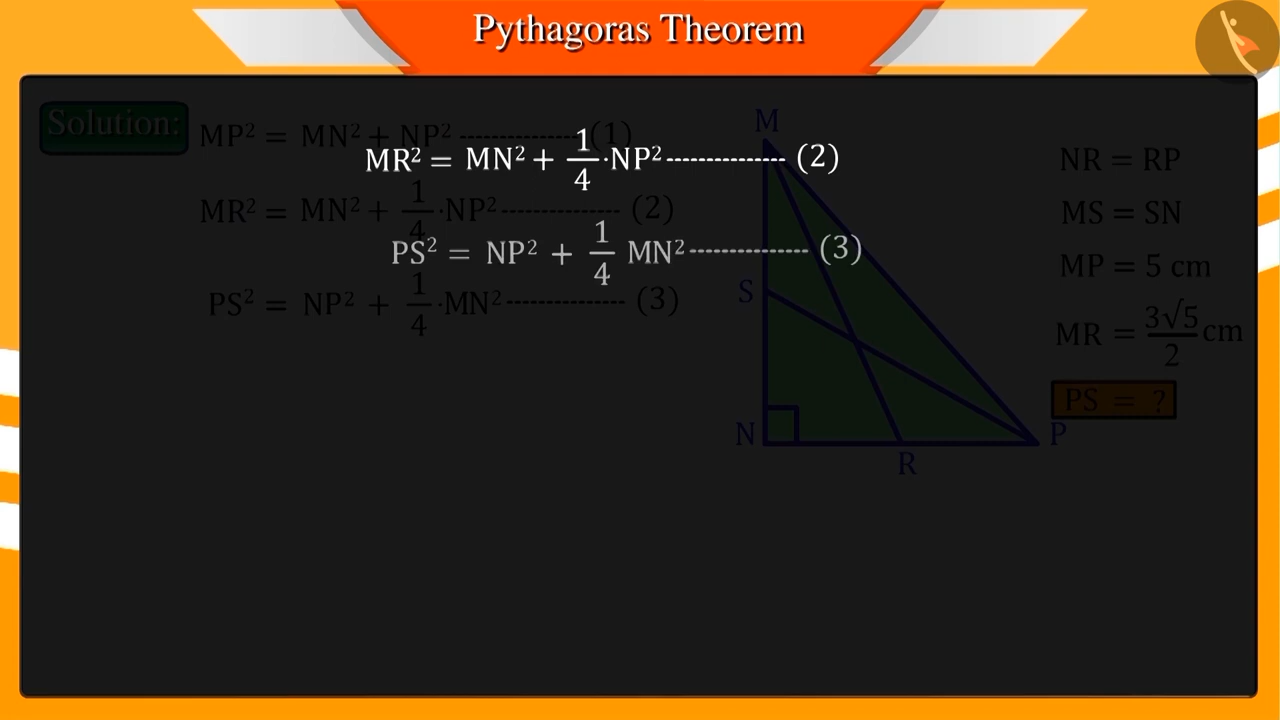 Pythagoras Theorem
Solution:
MP² = MN² + NP² --------------- (1)
MR² = MN² + 1/4 ·NP² --------------- (2)
MR² = MN² + 1/4 ·NP² --------------- (2)
PS² = NP² + 1/4 MN² --------------- (3)
PS² = NP² + 1/4 ·MN² --------------- (3)
M
S
N
R
P
NR = RP
MS = SN
MP = 5 cm
MR = 3√5/2 cm
PS = ?